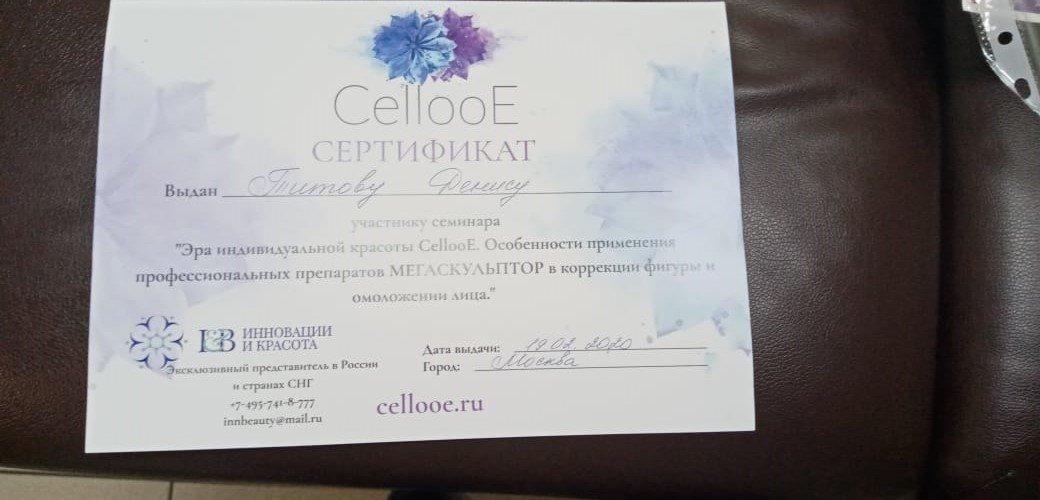 CellooE
СЕРТИФИКАТ
Выдан Титову Денису
участнику семинара
"Эра индивидуальной красоты CellooE. Особенности применения
профессиональных препаратов МЕГАСКУЛЬПТОР в коррекции фигуры и
омоложении лица."
I&B ИННОВАЦИИ
И КРАСОТА
Эксклюзивный представитель в России
и странах СНГ
+7-495-741-8-777
innbeauty@mail.ru
Дата выдачи: 19.02.2020
Город: Москва
cellooe.ru